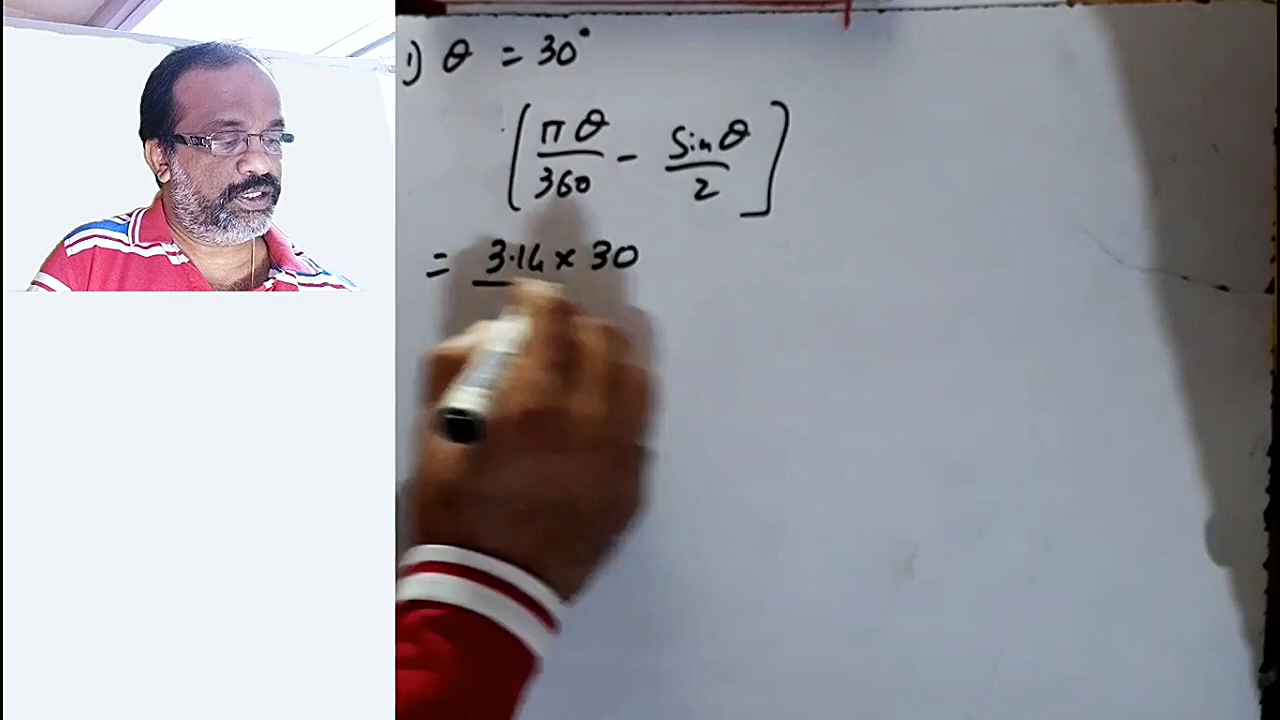 1) θ = 30°
[πθ/360 - Sinθ/2]
= 3.14 × 30